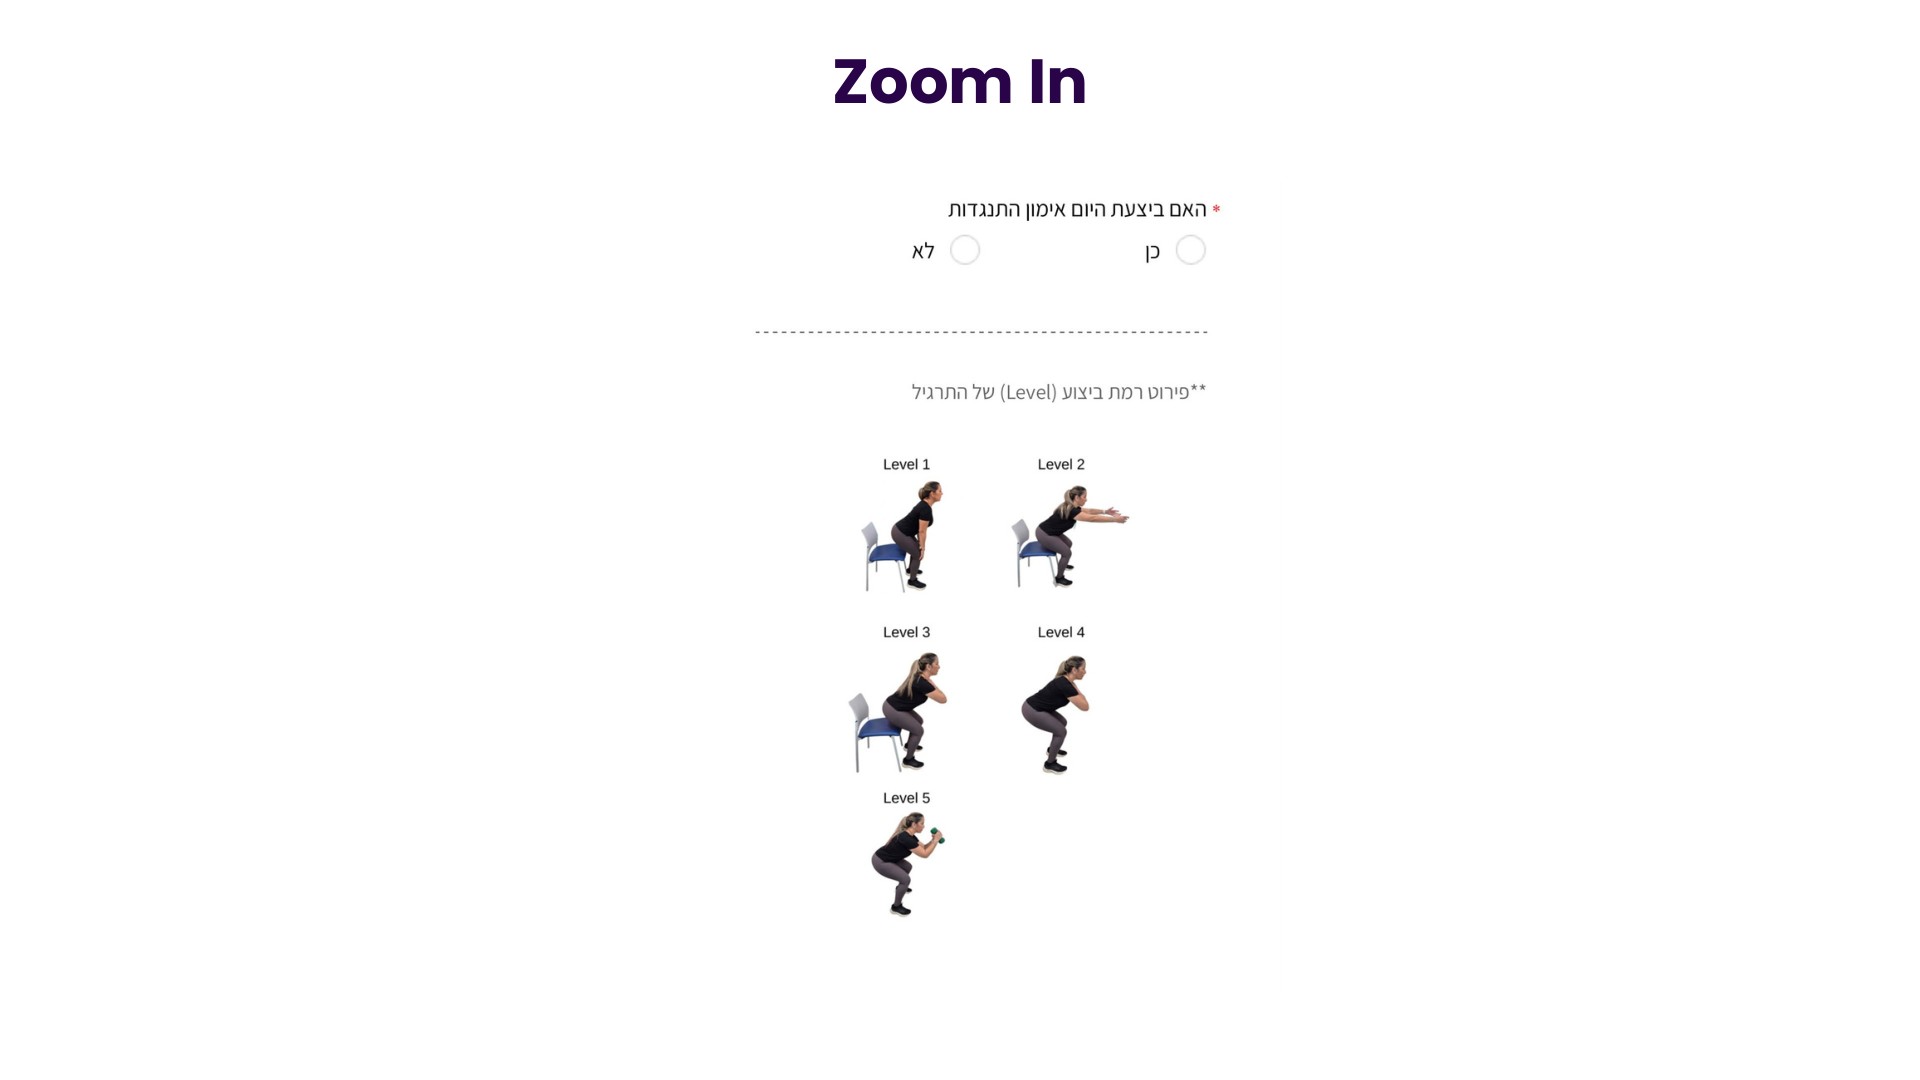 Zoom In
* האם ביצעת היום אימון התנגדות
כן לא
**פירוט רמת ביצוע (Level) של התרגיל
Level 1 Level 2
Level 3 Level 4
Level 5